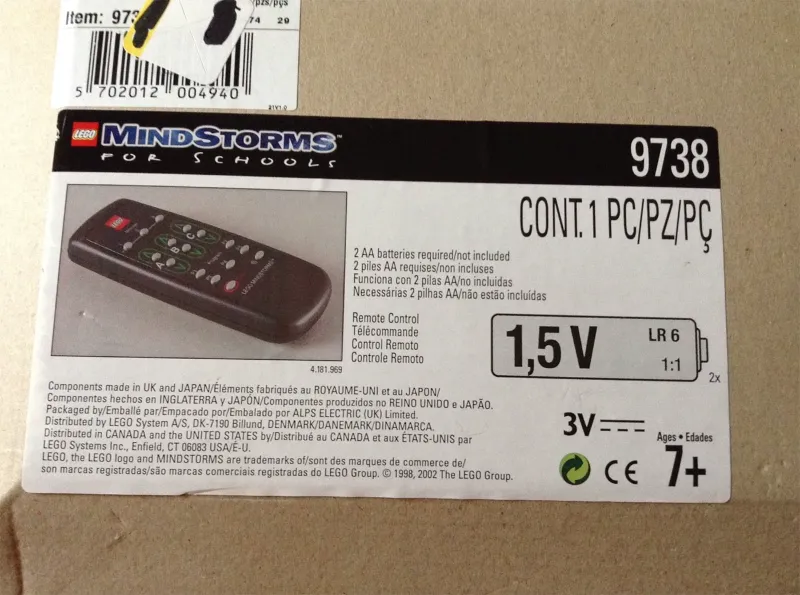 /pzs/pçs
Item: 973
74 29
5 702012 004940
91V1.0
LEGO MINDSTORMS™
FOR SCHOOLS
9738
CONT. 1 PC/PZ/PÇ
LEGO
A B C
2 AA batteries required/not included
2 piles AA requises/non incluses
Funciona con 2 pilas AA/no incluidas
Necessárias 2 pilhas AA/não estão incluídas
Remote Control
Télécommande
Control Remoto
Controle Remoto
1,5 V
LR 6
1:1
2x
4.181.969
Components made in UK and JAPAN/Éléments fabriqués au ROYAUME-UNI et au JAPON/
Componentes hechos en INGLATERRA y JAPÓN/Componentes produzidos no REINO UNIDO e JAPÃO.
Packaged by/Emballé par/Empacado por/Embalado por ALPS ELECTRIC (UK) Limited.
Distributed by LEGO System A/S, DK-7190 Billund, DENMARK/DANEMARK/DINAMARCA.
Distributed in CANADA and the UNITED STATES by/Distribué au CANADA et aux ÉTATS-UNIS par
LEGO Systems Inc., Enfield, CT 06083 USA/É-U.
LEGO, the LEGO logo and MINDSTORMS are trademarks of/sont des marques de commerce de/
son marcas registradas/são marcas comerciais registradas do LEGO Group. © 1998, 2002 The LEGO Group.
3V
Ages • Edades
7+
CE